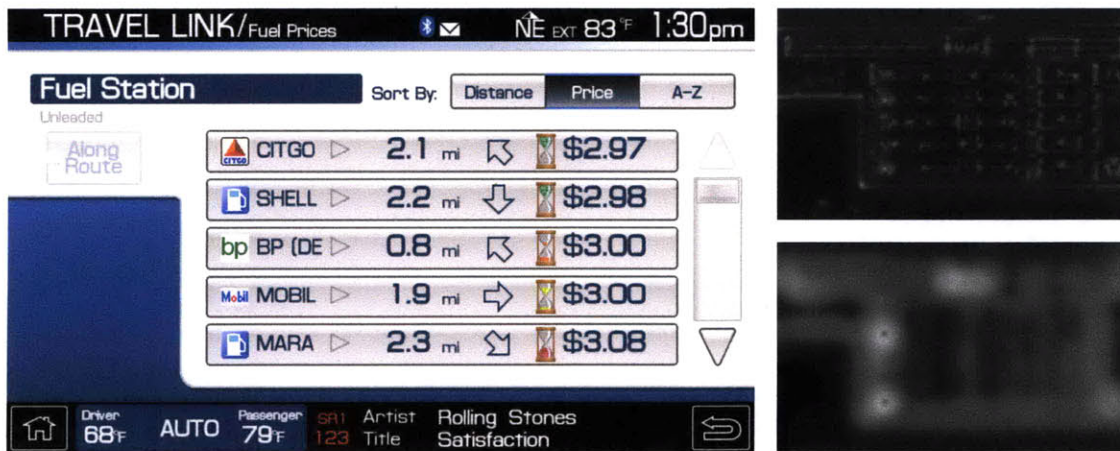 TRAVEL LINK/Fuel Prices NE EXT 83°F 1:30pm
Fuel Station Sort By: Distance Price A-Z
Unleaded
Along
Route
CITGO CITGO 2.1 mi $2.97
SHELL 2.2 mi $2.98
bp BP (DE 0.8 mi $3.00
Mobil MOBIL 1.9 mi $3.00
MARA 2.3 mi $3.08
Driver Passenger SR1 Artist Rolling Stones
68°F AUTO 79°F 123 Title Satisfaction